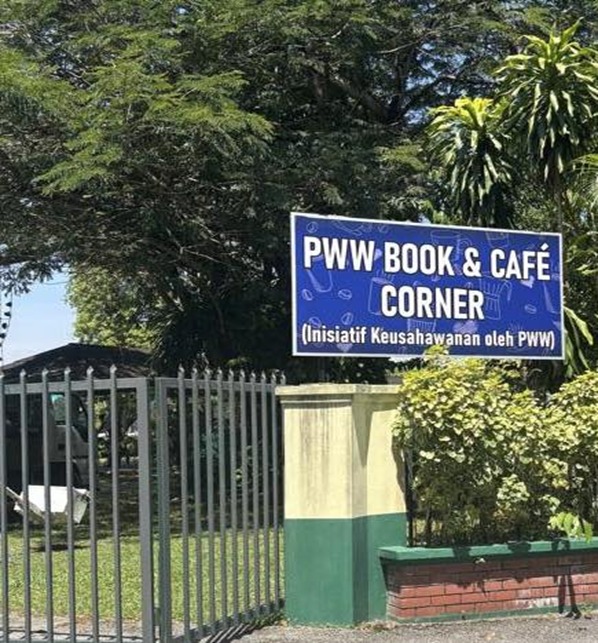 PWW BOOK & CAFÉ
CORNER
(Inisiatif Keusahawanan oleh PWW)